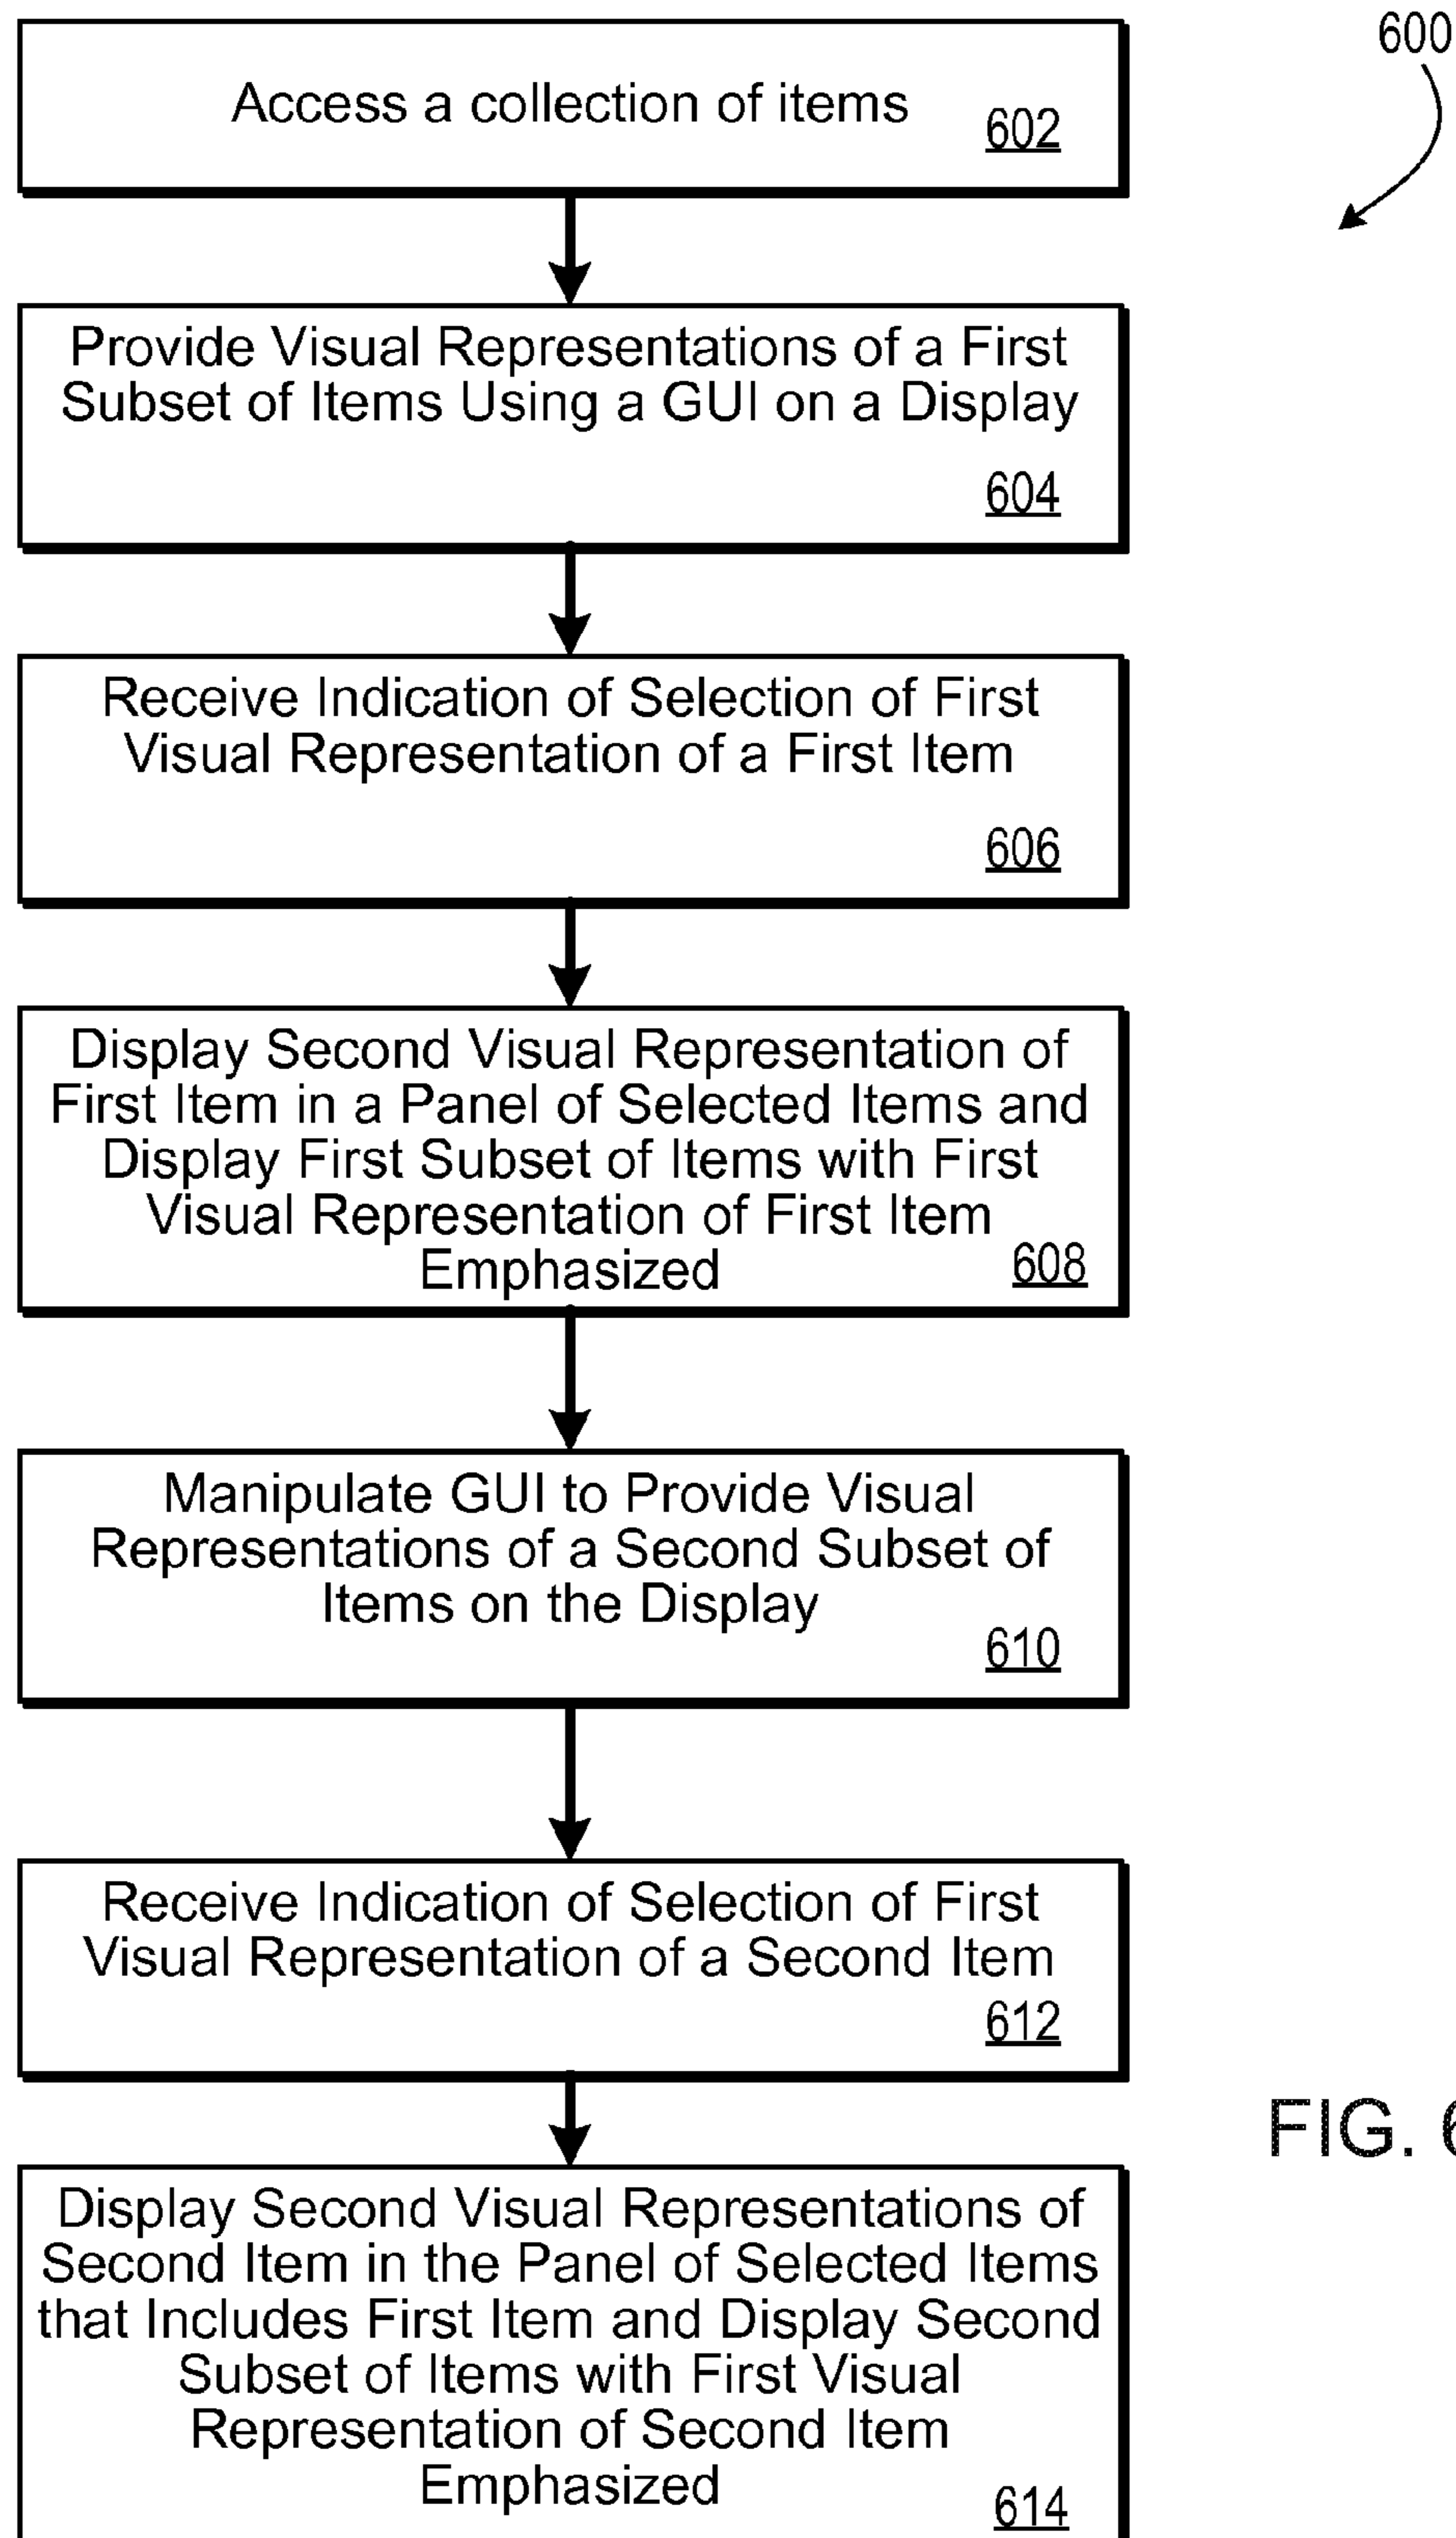 600
Access a collection of items
602
Provide Visual Representations of a First
Subset of Items Using a GUI on a Display
604
Receive Indication of Selection of First
Visual Representation of a First Item
606
Display Second Visual Representation of
First Item in a Panel of Selected Items and
Display First Subset of Items with First
Visual Representation of First Item
Emphasized
608
Manipulate GUI to Provide Visual
Representations of a Second Subset of
Items on the Display
610
Receive Indication of Selection of First
Visual Representation of a Second Item
612
FIG. 6
Display Second Visual Representations of
Second Item in the Panel of Selected Items
that Includes First Item and Display Second
Subset of Items with First Visual
Representation of Second Item
Emphasized
614